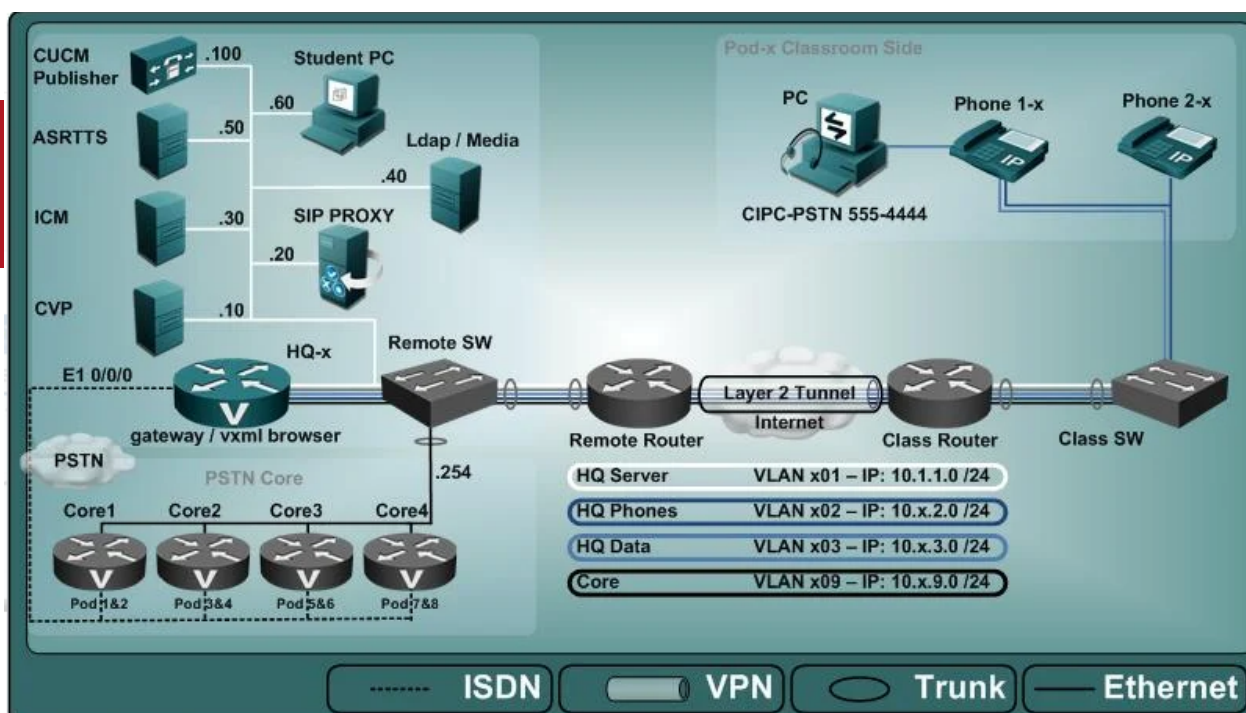 CUCM
Publisher
.100
Student PC
.60
ASRTTS
.50
Ldap / Media
.40
ICM
.30
SIP PROXY
.20
CVP
.10
Pod-x Classroom Side
PC
Phone 1-x
Phone 2-x
IP
IP
CIPC-PSTN 555-4444
E1 0/0/0
HQ-x
Remote SW
V
gateway / vxml browser
Layer 2 Tunnel
Internet
Remote Router
Class Router
Class SW
PSTN
PSTN Core
.254
Core1
Core2
Core3
Core4
V
V
V
V
Pod 1&2
Pod 3&4
Pod 5&6
Pod 7&8
HQ Server VLAN x01 – IP: 10.1.1.0 /24
HQ Phones VLAN x02 – IP: 10.x.2.0 /24
HQ Data VLAN x03 – IP: 10.x.3.0 /24
Core VLAN x09 – IP: 10.x.9.0 /24
ISDN
VPN
Trunk
Ethernet